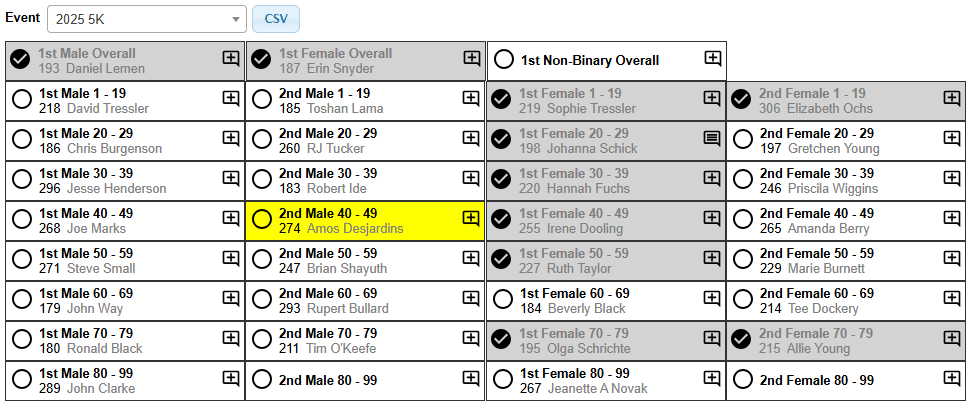 Event 2025 5K CSV
1st Male Overall
193 Daniel Lemen
1st Female Overall
187 Erin Snyder
1st Non-Binary Overall
1st Male 1 - 19
218 David Tressler
2nd Male 1 - 19
185 Toshan Lama
1st Female 1 - 19
219 Sophie Tressler
2nd Female 1 - 19
306 Elizabeth Ochs
1st Male 20 - 29
186 Chris Burgenson
2nd Male 20 - 29
260 RJ Tucker
1st Female 20 - 29
198 Johanna Schick
2nd Female 20 - 29
197 Gretchen Young
1st Male 30 - 39
296 Jesse Henderson
2nd Male 30 - 39
183 Robert Ide
1st Female 30 - 39
220 Hannah Fuchs
2nd Female 30 - 39
246 Priscila Wiggins
1st Male 40 - 49
268 Joe Marks
2nd Male 40 - 49
274 Amos Desjardins
1st Female 40 - 49
255 Irene Dooling
2nd Female 40 - 49
265 Amanda Berry
1st Male 50 - 59
271 Steve Small
2nd Male 50 - 59
247 Brian Shayuth
1st Female 50 - 59
227 Ruth Taylor
2nd Female 50 - 59
229 Marie Burnett
1st Male 60 - 69
179 John Way
2nd Male 60 - 69
293 Rupert Bullard
1st Female 60 - 69
184 Beverly Black
2nd Female 60 - 69
214 Tee Dockery
1st Male 70 - 79
180 Ronald Black
2nd Male 70 - 79
211 Tim O'Keefe
1st Female 70 - 79
195 Olga Schrichte
2nd Female 70 - 79
215 Allie Young
1st Male 80 - 99
289 John Clarke
2nd Male 80 - 99
1st Female 80 - 99
267 Jeanette A Novak
2nd Female 80 - 99